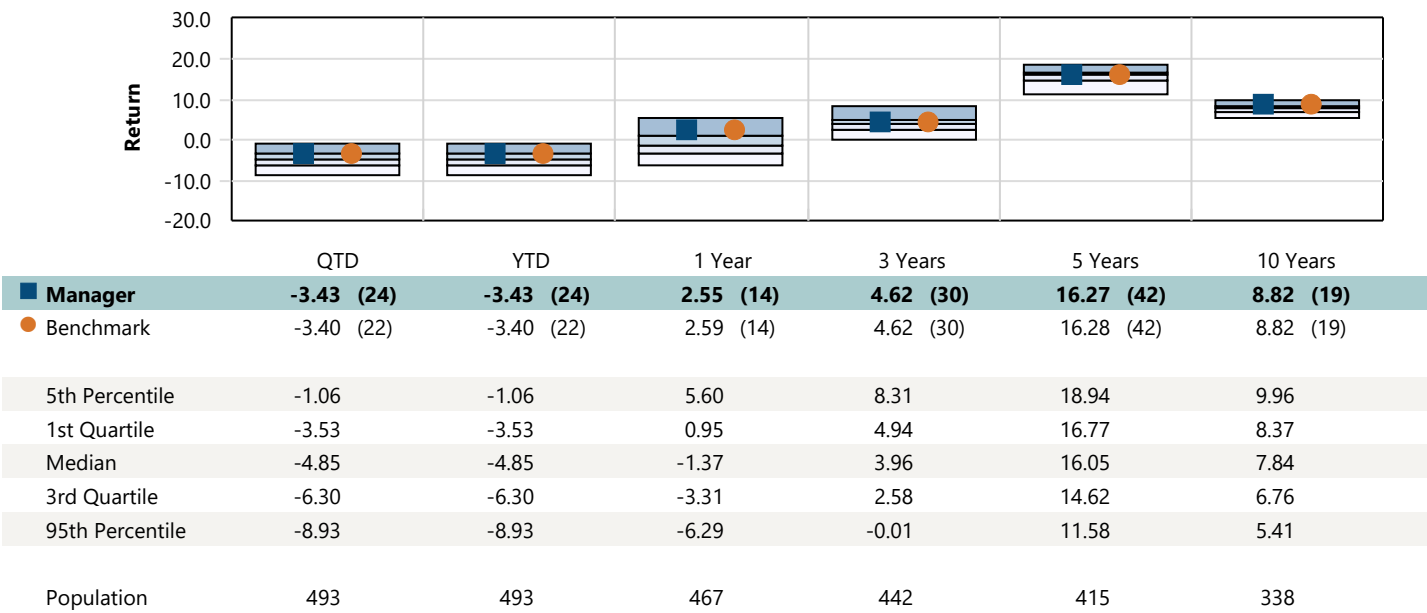 30.0
20.0
10.0
0.0
-10.0
-20.0
Return
QTD YTD 1 Year 3 Years 5 Years 10 Years
Manager -3.43 (24) -3.43 (24) 2.55 (14) 4.62 (30) 16.27 (42) 8.82 (19)
Benchmark -3.40 (22) -3.40 (22) 2.59 (14) 4.62 (30) 16.28 (42) 8.82 (19)
5th Percentile -1.06 -1.06 5.60 8.31 18.94 9.96
1st Quartile -3.53 -3.53 0.95 4.94 16.77 8.37
Median -4.85 -4.85 -1.37 3.96 16.05 7.84
3rd Quartile -6.30 -6.30 -3.31 2.58 14.62 6.76
95th Percentile -8.93 -8.93 -6.29 -0.01 11.58 5.41
Population 493 493 467 442 415 338